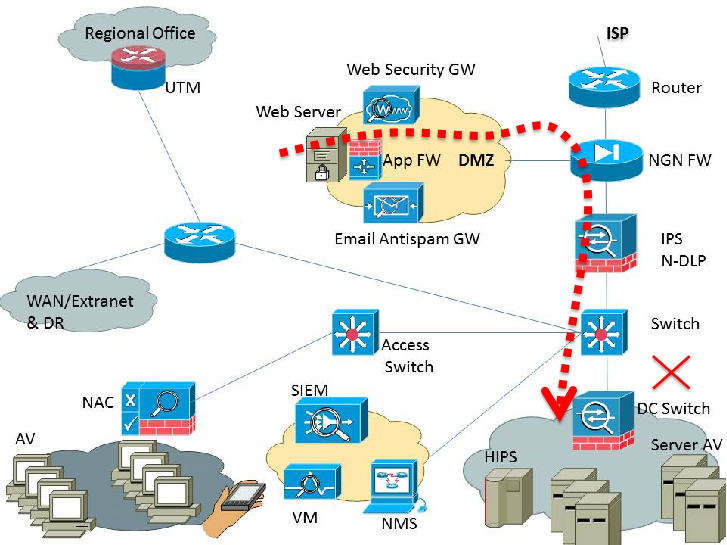 Regional Office
ISP
UTM
Web Security GW
Router
Web Server
WWW
App FW
DMZ
NGN FW
Email Antispam GW
IPS
N-DLP
WAN/Extranet
& DR
Switch
Access
Switch
SIEM
NAC
X
DC Switch
AV
Server AV
HIPS
VM
NMS